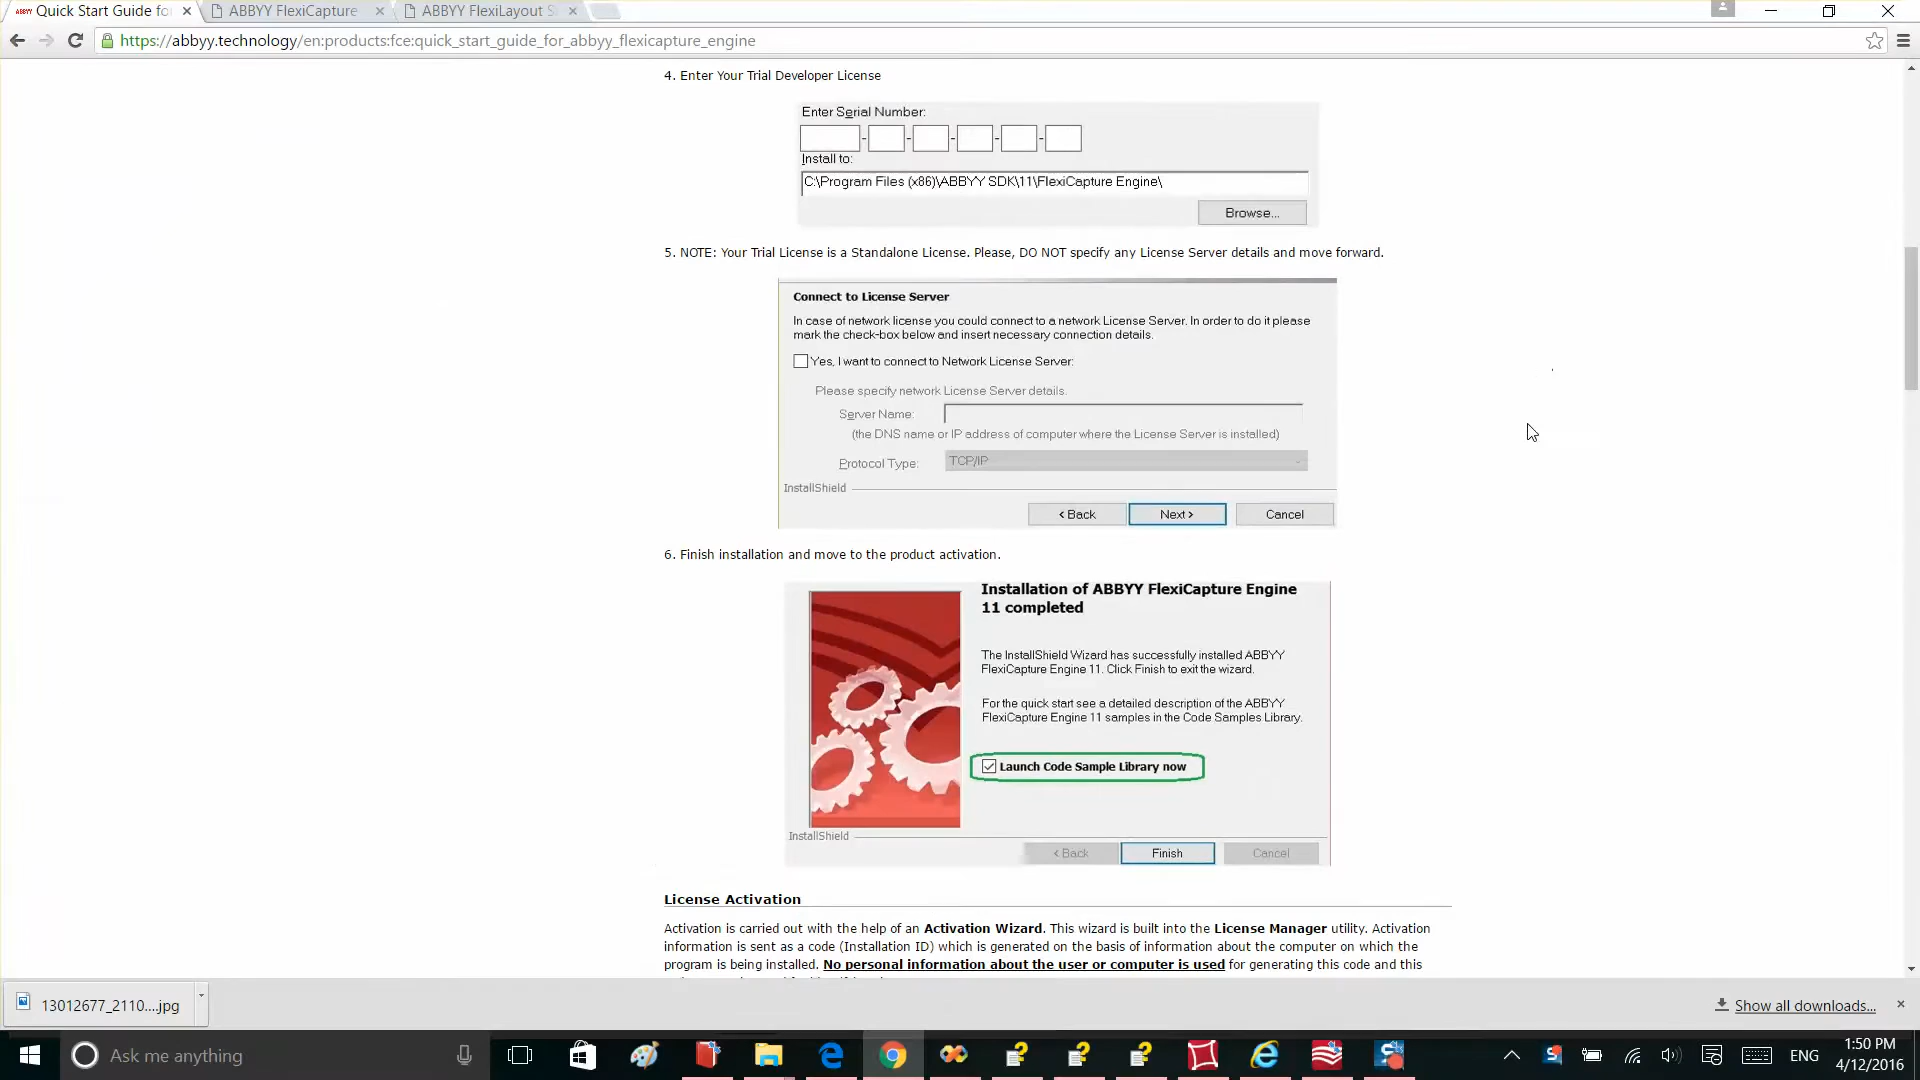 Quick Start Guide fo
ABBYY FlexiCapture
ABBYY FlexiLayout S
https://abbyy.technology/en:products:fce:quick_start_guide_for_abbyy_flexicapture_engine
4. Enter Your Trial Developer License
Enter Serial Number:
Install to:
C:\Program Files (x86)\ABBYY SDK\11\FlexiCapture Engine\
Browse...
5. NOTE: Your Trial License is a Standalone License. Please, DO NOT specify any License Server details and move forward.
Connect to License Server
In case of network license you could connect to a network License Server. In order to do it please
mark the check-box below and insert necessary connection details.
Yes, I want to connect to Network License Server:
Please specify network License Server details.
Server Name:
(the DNS name or IP address of computer where the License Server is installed)
Protocol Type:
TCP/IP
InstallShield
< Back
Next >
Cancel
6. Finish installation and move to the product activation.
Installation of ABBYY FlexiCapture Engine
11 completed
The InstallShield Wizard has successfully installed ABBYY
FlexiCapture Engine 11. Click Finish to exit the wizard.
For the quick start see a detailed description of the ABBYY
FlexiCapture Engine 11 samples in the Code Samples Library.
Launch Code Sample Library now
InstallShield
< Back
Finish
Cancel
License Activation
Activation is carried out with the help of an Activation Wizard. This wizard is built into the License Manager utility. Activation
information is sent as a code (Installation ID) which is generated on the basis of information about the computer on which the
program is being installed. No personal information about the user or computer is used for generating this code and this
13012677_2110....jpg
Show all downloads...
Ask me anything
ENG
1:50 PM
4/12/2016